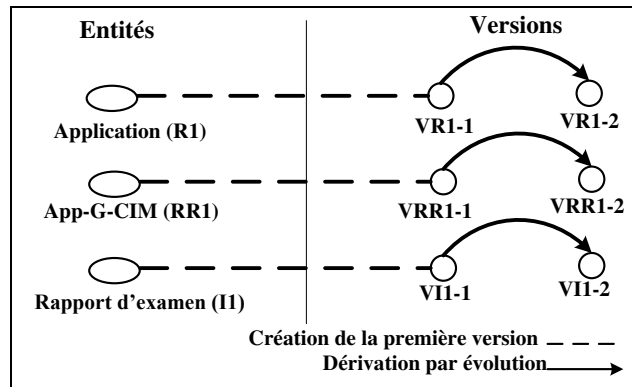 Entités
Versions
Application (R1)
VR1-1
VR1-2
App-G-CIM (RR1)
VRR1-1
VRR1-2
Rapport d'examen (I1)
VI1-1
VI1-2
Création de la première version
Dérivation par évolution